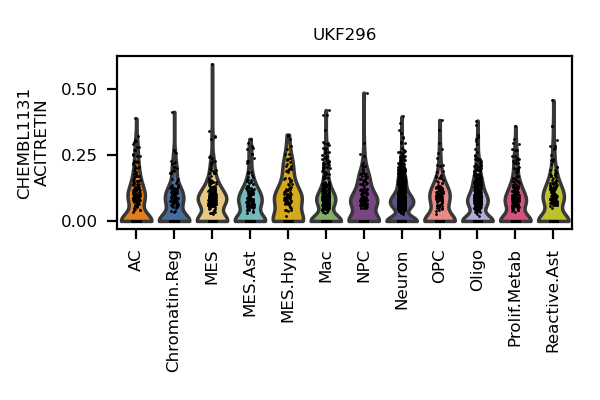 UKF296
CHEMBL1131
ACITRETIN
0.50
0.25
0.00
AC
Chromatin.Reg
MES
MES.Ast
MES.Hyp
Mac
NPC
Neuron
OPC
Oligo
Prolif.Metab
Reactive.Ast